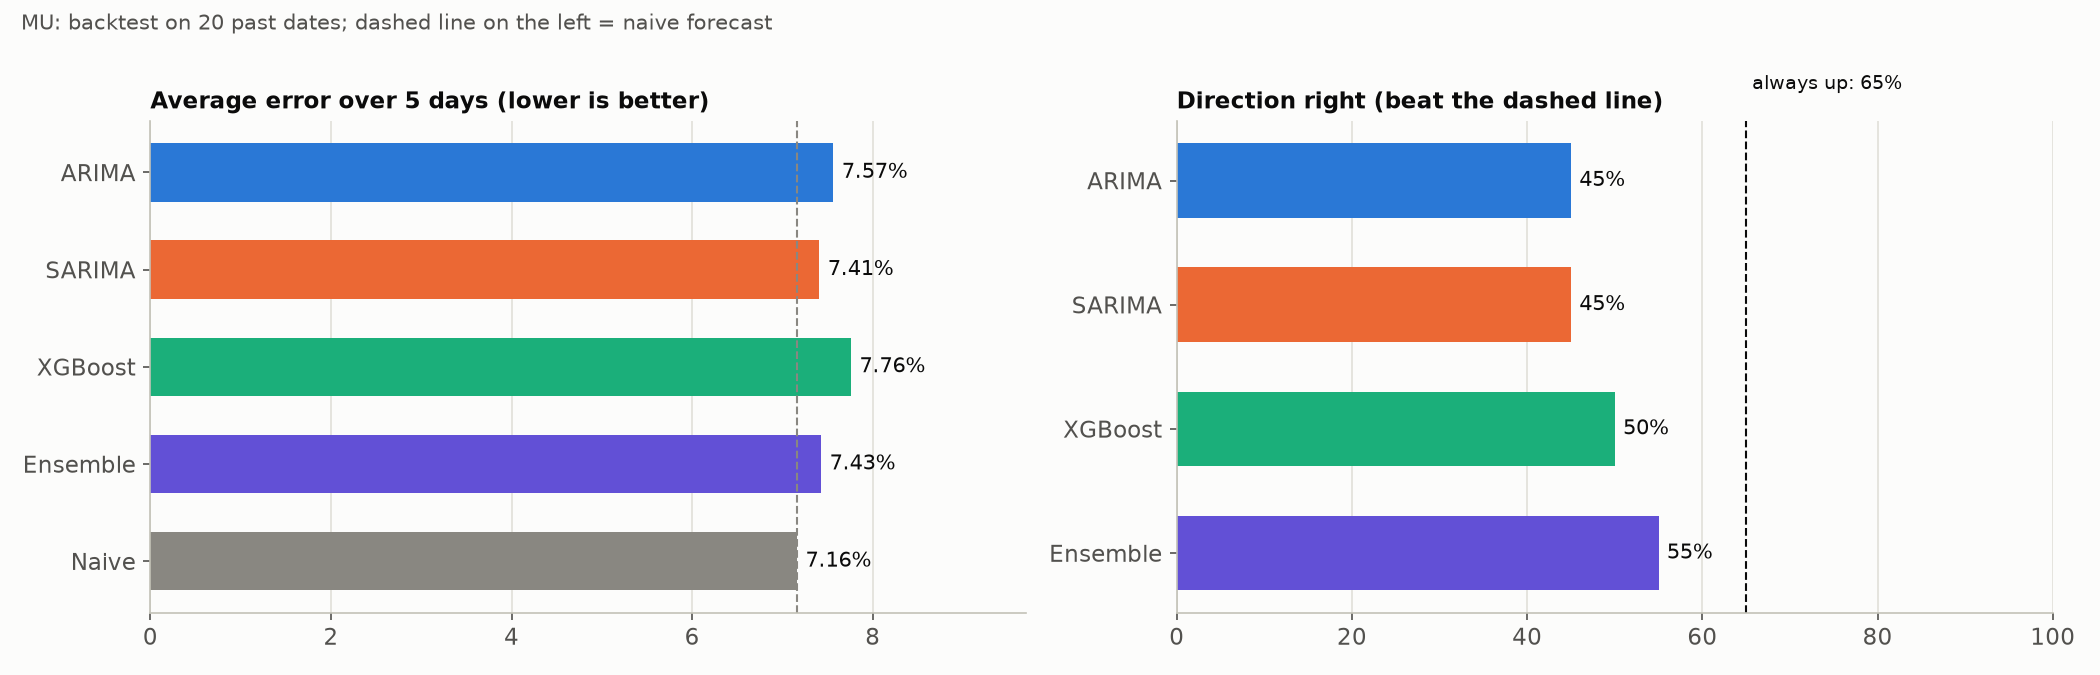 MU: backtest on 20 past dates; dashed line on the left = naive forecast
Average error over 5 days (lower is better)
ARIMA
7.57%
SARIMA
7.41%
XGBoost
7.76%
Ensemble
7.43%
Naive
7.16%
0 2 4 6 8
always up: 65%
Direction right (beat the dashed line)
ARIMA
45%
SARIMA
45%
XGBoost
50%
Ensemble
55%
0 20 40 60 80 100